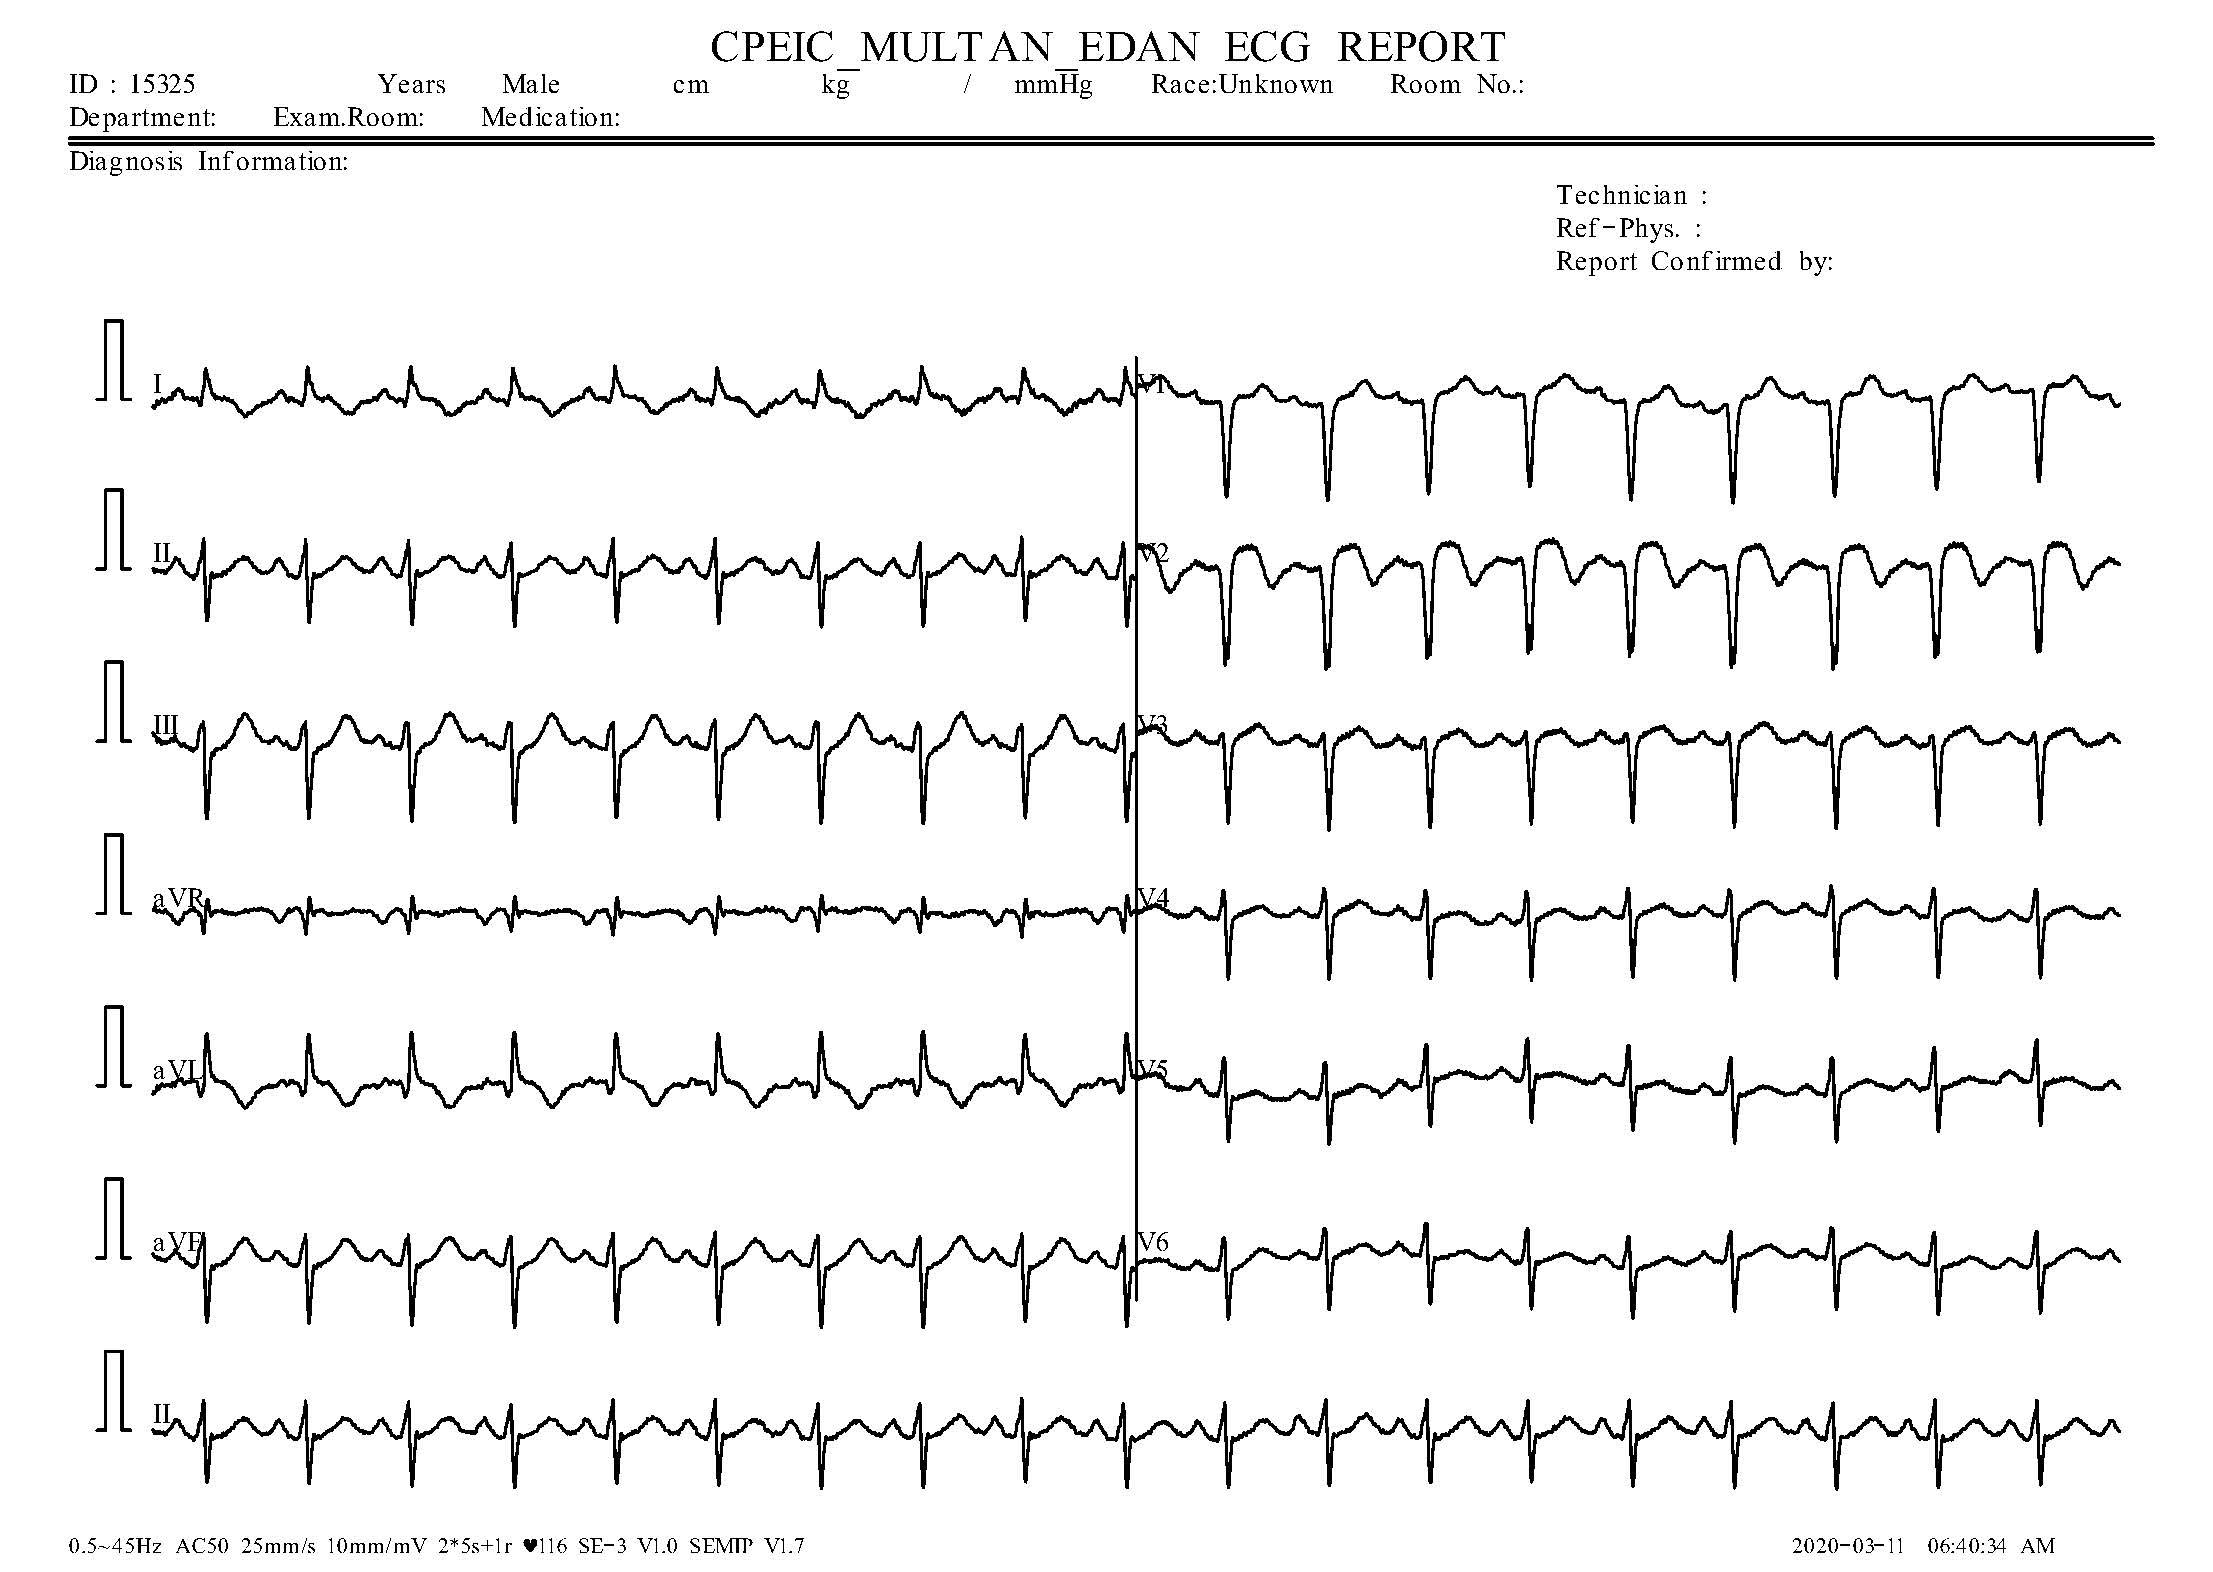 CPEIC_MULTAN_EDAN ECG REPORT
ID : 15325 Years Male cm kg / mmHg Race:Unknown Room No.:
Department: Exam.Room: Medication:
Diagnosis Information:
Technician :
Ref-Phys. :
Report Confirmed by:
I V1
II V2
III V3
aVR V4
aVL V5
aVF V6
II
0.5~45Hz AC50 25mm/s 10mm/mV 2*5s+1r ♥116 SE-3 V1.0 SEMIP V1.7 2020-03-11 06:40:34 AM